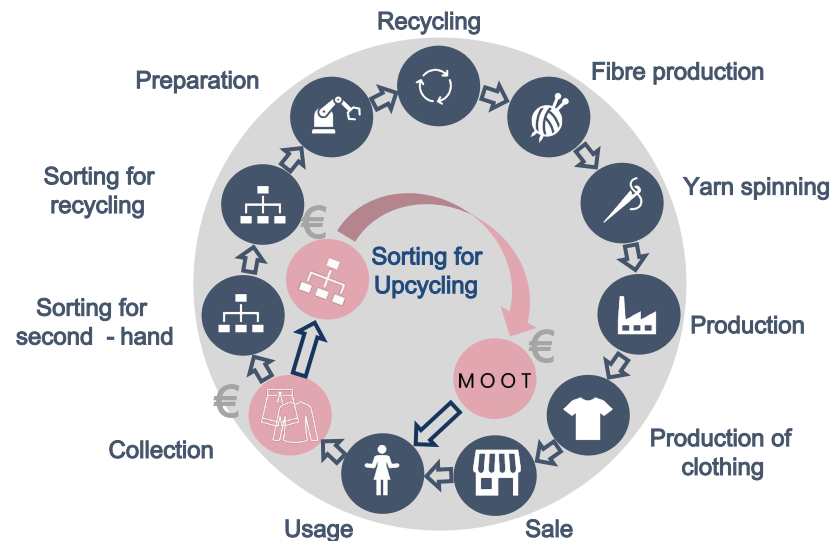 Recycling
Fibre production
Preparation
Yarn spinning
Sorting for
recycling
€
Sorting for
Upcycling
Sorting for
second - hand
Production
€
MOOT
€
Collection
Production of
clothing
Usage
Sale